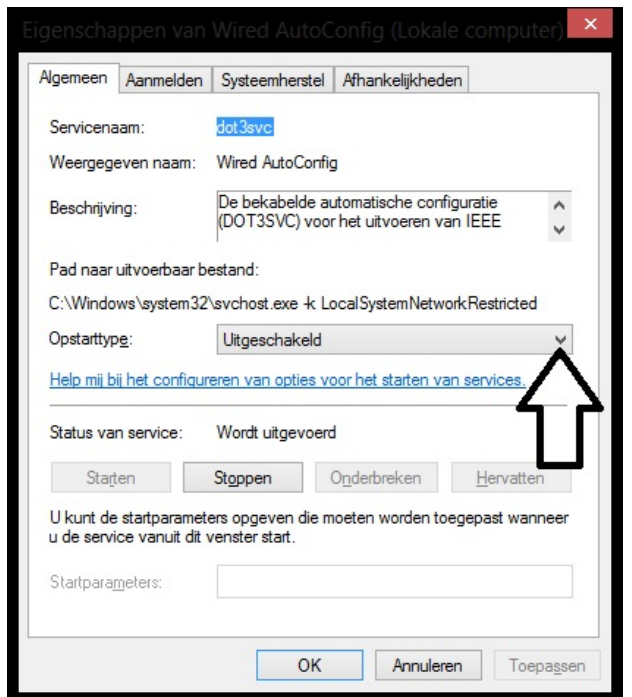 Eigenschappen van Wired AutoConfig (Lokale computer)
Algemeen Aanmelden Systeemherstel Afhankelijkheden
Servicenaam: dot3svc
Weergegeven naam: Wired AutoConfig
Beschrijving: De bekabelde automatische configuratie
(DOT3SVC) voor het uitvoeren van IEEE
Pad naar uitvoerbaar bestand:
C:\Windows\system32\svchost.exe -k LocalSystemNetworkRestricted
Opstarttype: Uitgeschakeld
Help mij bij het configureren van opties voor het starten van services.
Status van service: Wordt uitgevoerd
Starten Stoppen Onderbreken Hervatten
U kunt de startparameters opgeven die moeten worden toegepast wanneer
u de service vanuit dit venster start.
Startparameters:
OK Annuleren Toepassen